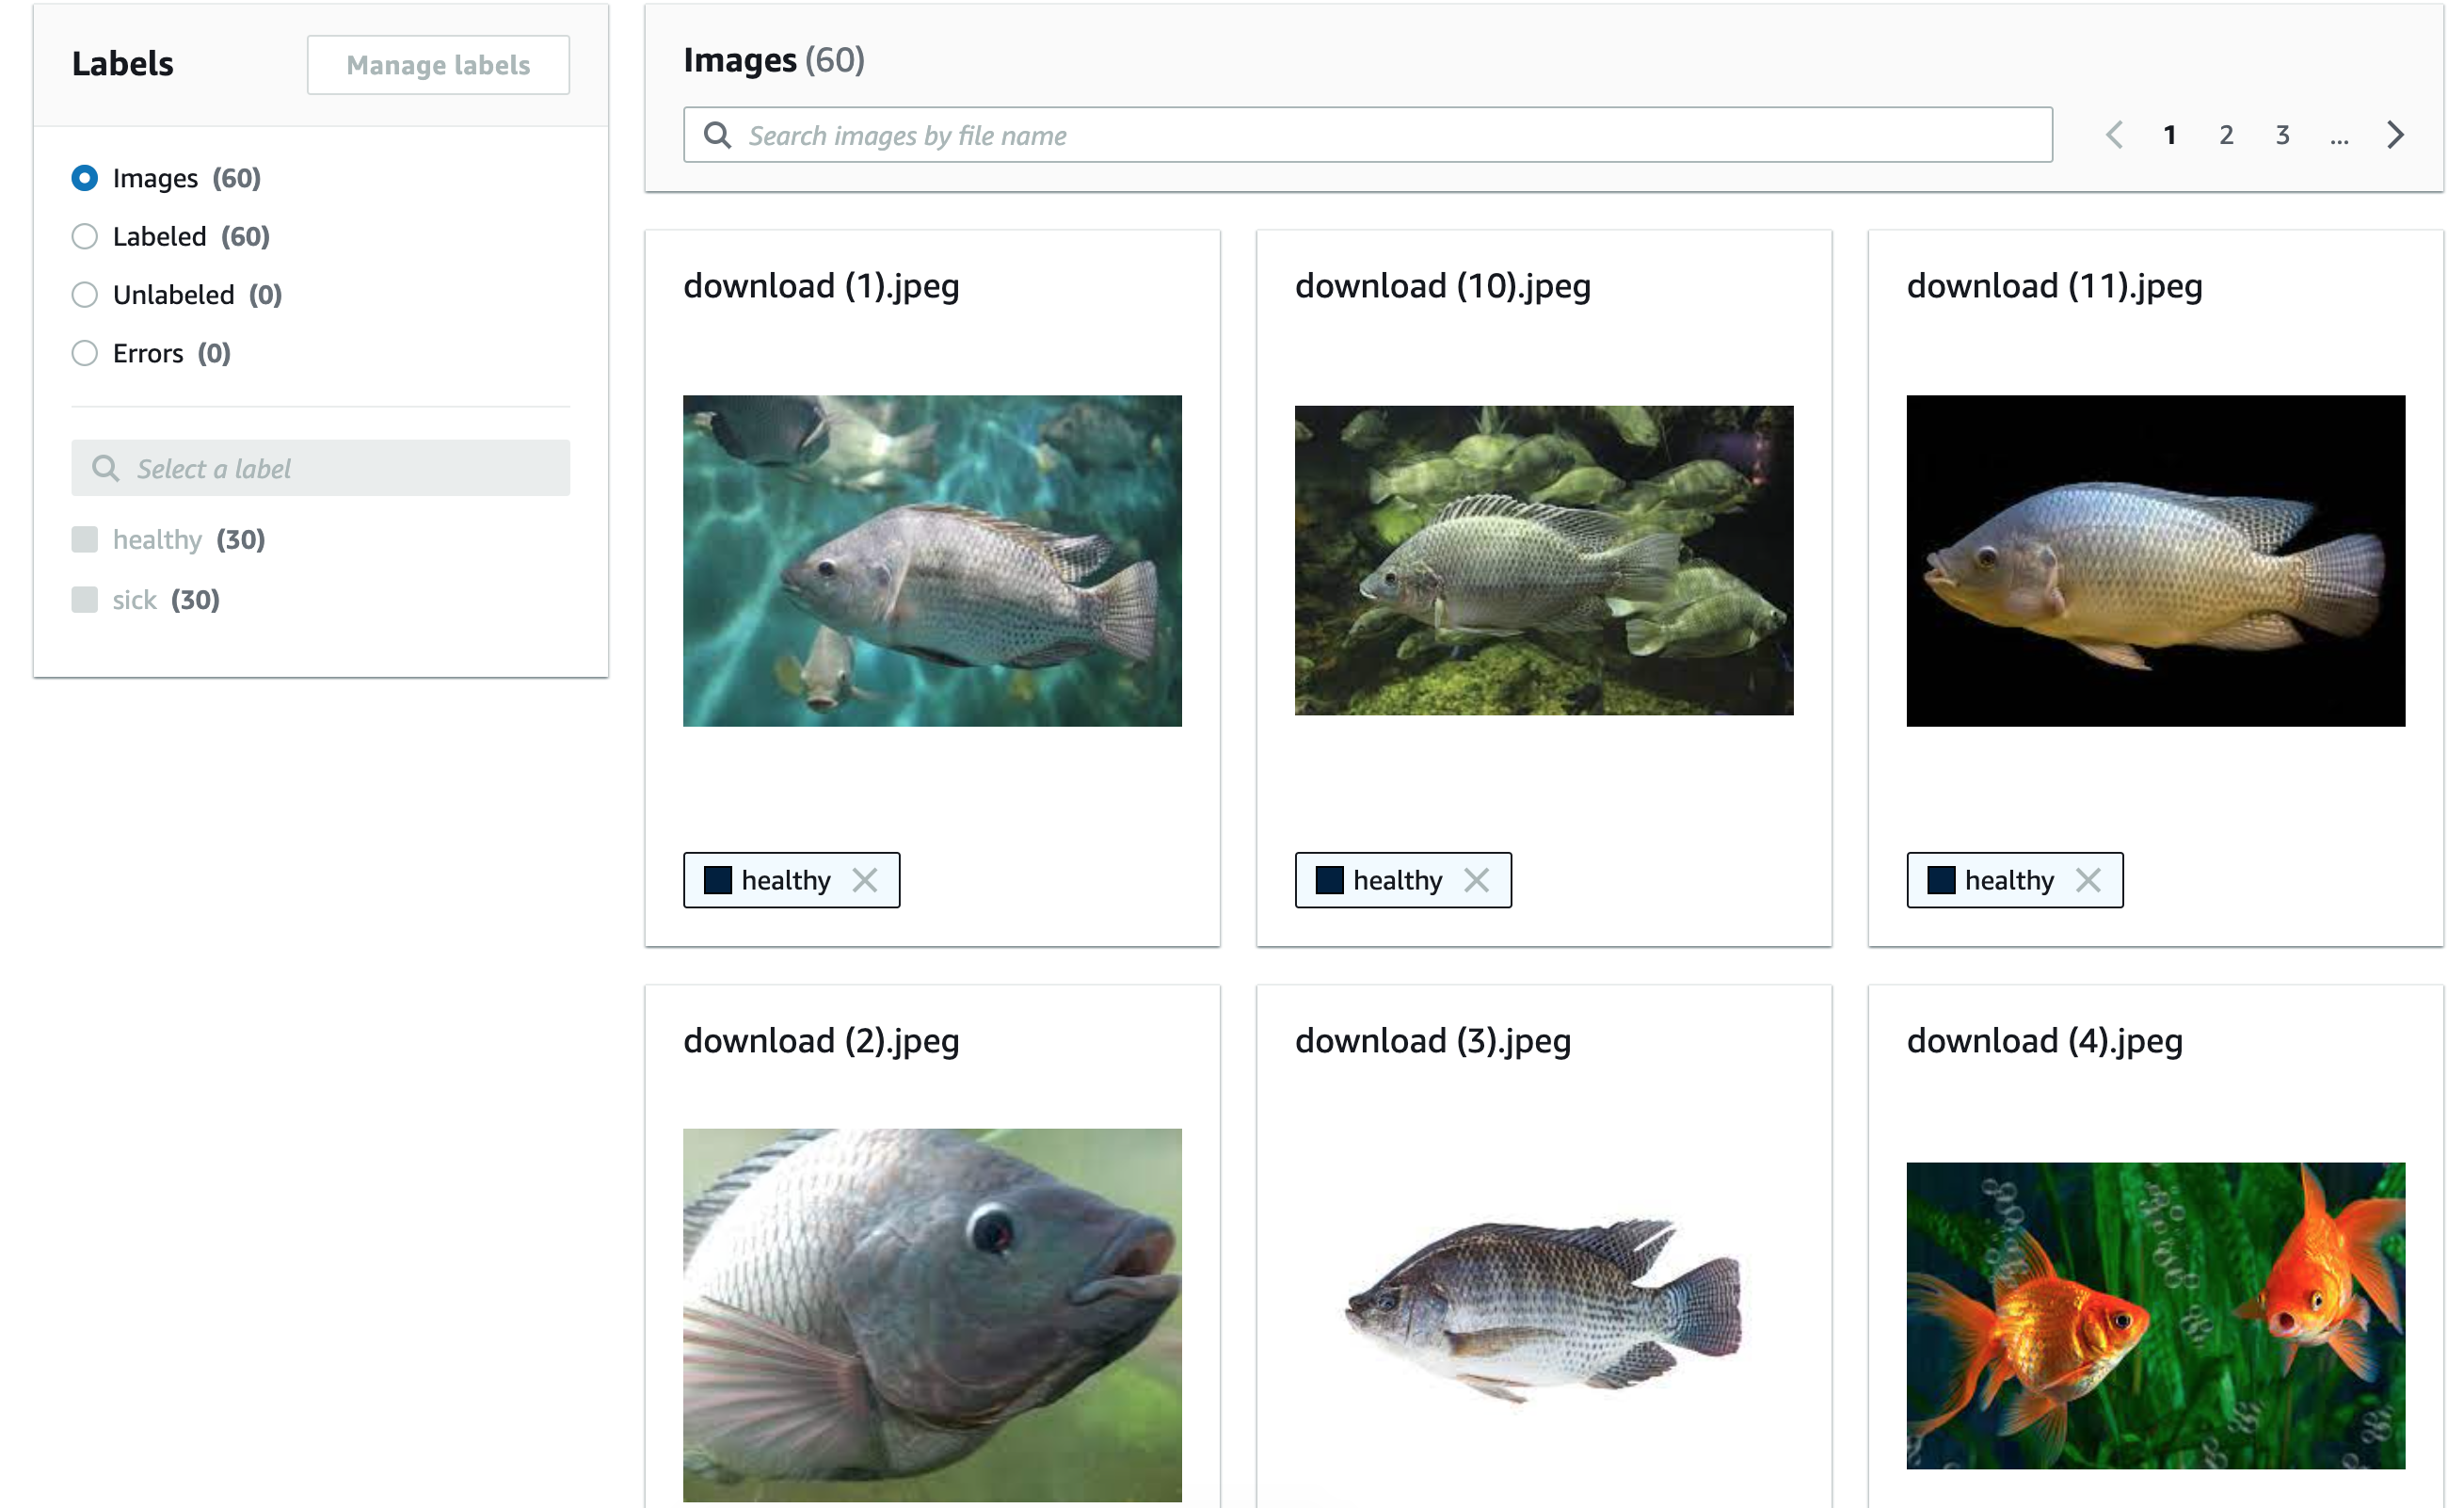 Labels
Manage labels
Images (60)
Labeled (60)
Unlabeled (0)
Errors (0)
Select a label
healthy (30)
sick (30)
Images (60)
Search images by file name
1 2 3 ...
download (1).jpeg
download (10).jpeg
download (11).jpeg
healthy
healthy
healthy
download (2).jpeg
download (3).jpeg
download (4).jpeg